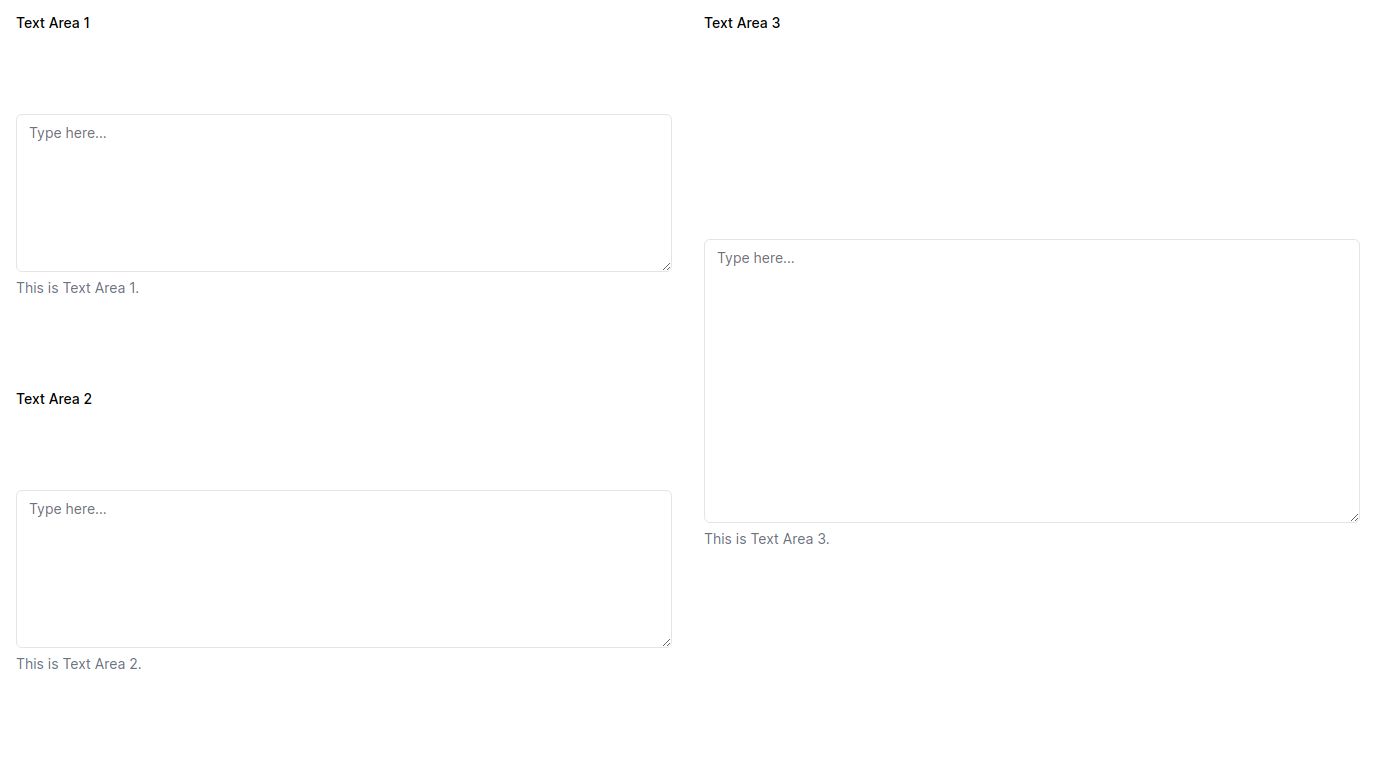 Text Area 1
Type here...
This is Text Area 1.
Text Area 2
Type here...
This is Text Area 2.
Text Area 3
Type here...
This is Text Area 3.